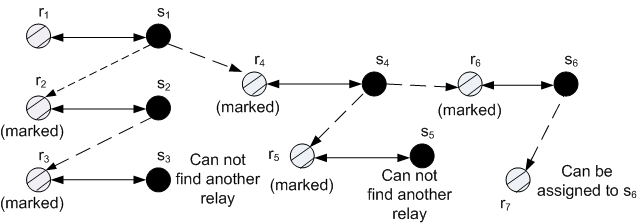 r1
s1
r2
s2
r4
s4
r6
s6
(marked)
(marked)
(marked)
r3
s3
r5
s5
(marked)
Can not
find another
relay
(marked)
Can not
find another
relay
r7
Can be
assigned to s6